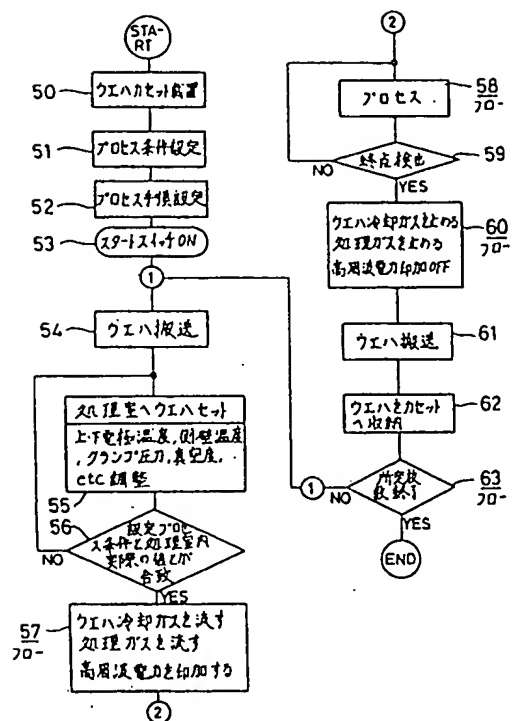 STA-
RT
50
ウエハカセット載置
51
プロセス条件設定
52
プロセス手順設定
53
スタートスイッチON
①
54
ウエハ搬送
処理室へウエハセット
上下電極温度,側壁温度
,クランプ圧力,真空度,
etc 調整
55
56
設定プロセ
ス条件と処理室内
実際の値とが
合致
NO
YES
57
フロー
ウエハ冷却ガスを流す
処理ガスを流す
高周波電力を印加する
②
②
プロセス
58
フロー
終点検出
59
NO
YES
ウエハ冷却ガスを止める
処理ガスを止める
高周波電力印加OFF
60
フロー
ウエハ搬送
61
ウエハをカセット
へ収納
62
①
NO
所定枚
数終了
63
フロー
YES
END